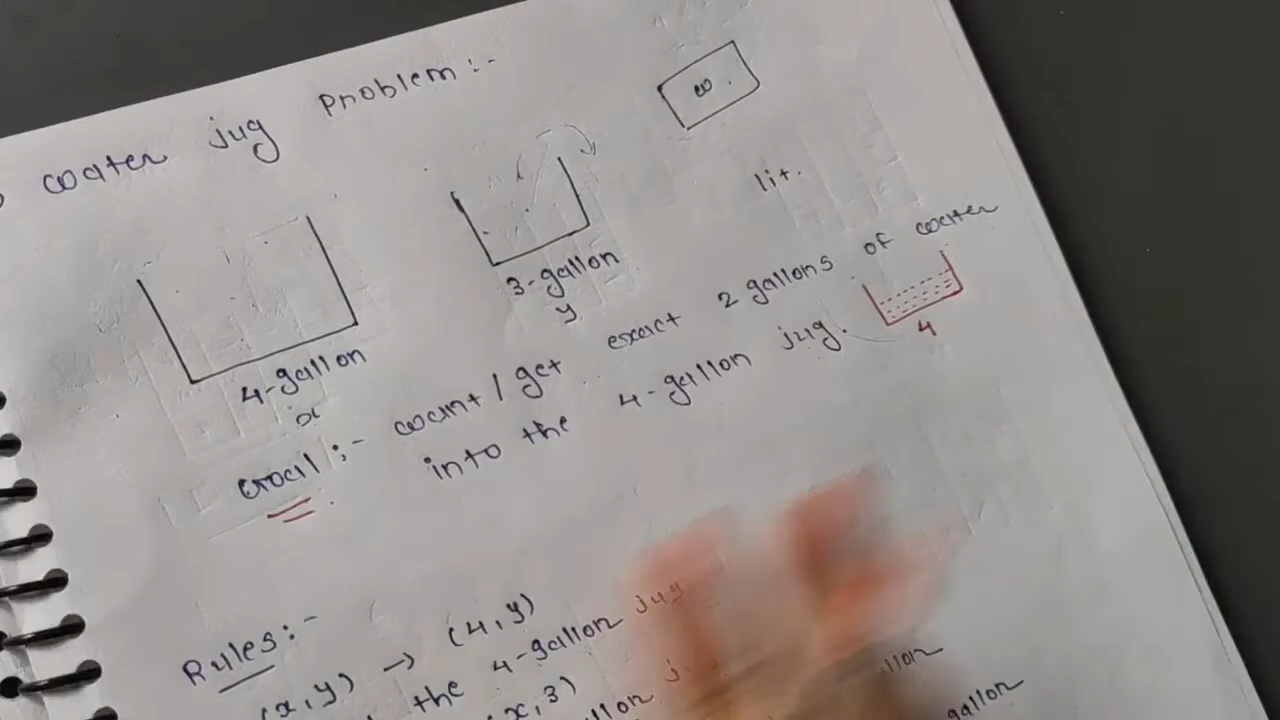 water jug problem:-
w.
lit.
4-gallon
x
3-gallon
y
4
Goal:- want / get exact 2 gallons of water
into the 4-gallon jug.
Rules:-
(x, y) → (4, y)
the 4-gallon jug
(x, 3)
gallon